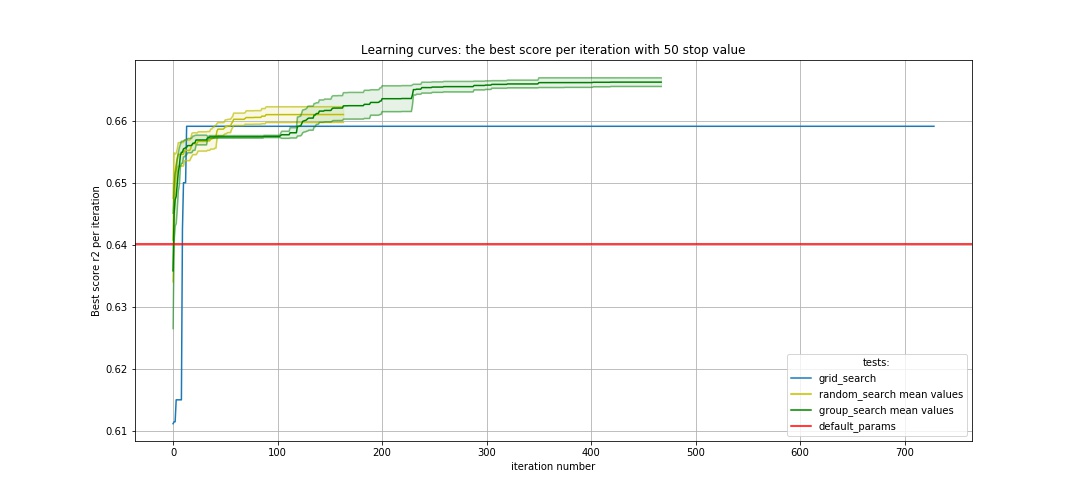 Learning curves: the best score per iteration with 50 stop value
Best score r2 per iteration
0.66
0.65
0.64
0.63
0.62
0.61
0
100
200
300
400
500
600
700
iteration number
tests:
grid_search
random_search mean values
group_search mean values
default_params